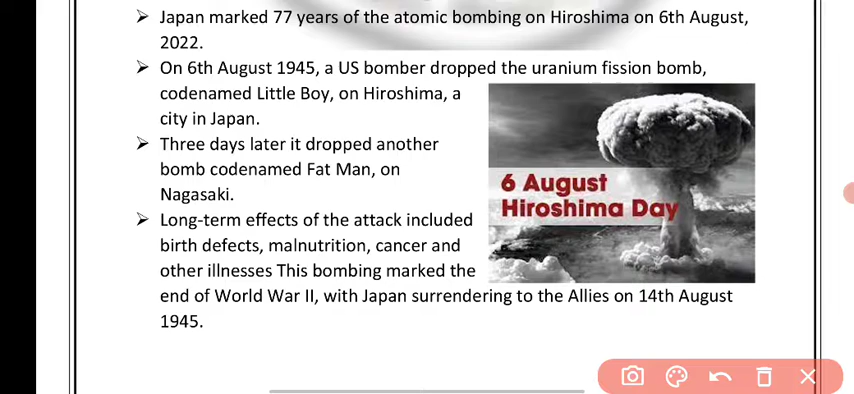 ➢ Japan marked 77 years of the atomic bombing on Hiroshima on 6th August,
2022.
➢ On 6th August 1945, a US bomber dropped the uranium fission bomb,
codenamed Little Boy, on Hiroshima, a
city in Japan.
➢ Three days later it dropped another
bomb codenamed Fat Man, on
Nagasaki.
➢ Long-term effects of the attack included
birth defects, malnutrition, cancer and
other illnesses This bombing marked the
end of World War II, with Japan surrendering to the Allies on 14th August
1945.
6 August
Hiroshima Day